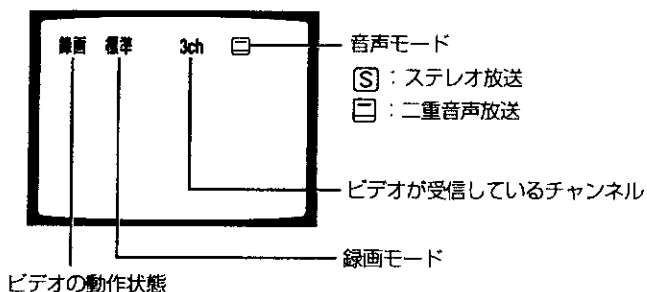 録画 標準 3ch 日
音声モード
S：ステレオ放送
日：二重音声放送
ビデオが受信しているチャンネル
録画モード
ビデオの動作状態